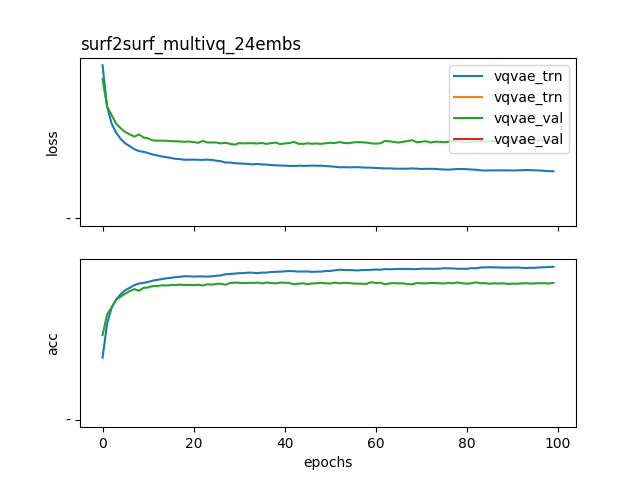 surf2surf_multivq_24embs
vqvae_trn
vqvae_trn
vqvae_val
vqvae_val
loss
-
acc
-
0 20 40 60 80 100
epochs